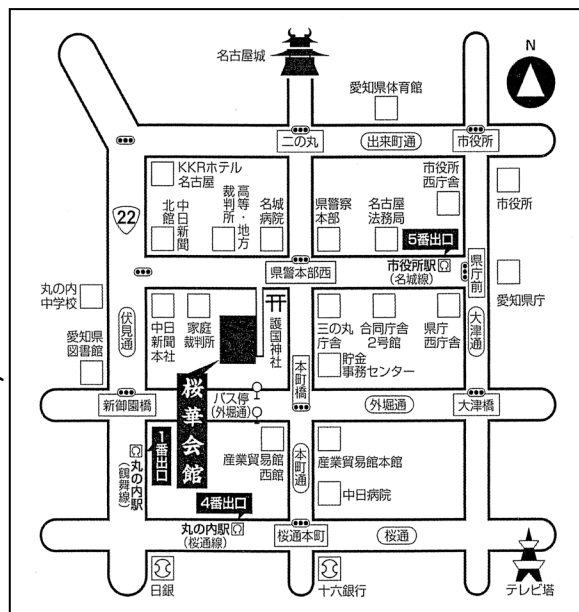 名古屋城
N
愛知県体育館
二の丸
出来町通
市役所
KKRホテル
名古屋
中日新聞
北館
高等・地方
裁判所
名城
病院
県警察
本部
名古屋
法務局
市役所
西庁舎
市役所
5番出口
市役所駅
(名城線)
22
県警本部西
県庁前
丸の内
中学校
愛知県
図書館
伏見通
中日
新聞
本社
家庭
裁判所
護国神社
三の丸
庁舎
合同庁舎
2号館
県庁
西庁舎
愛知県庁
大津通
貯金
事務センター
桜華会館
本町橋
新御園橋
バス停
(外堀通)
外堀通
大津橋
1番出口
丸の内駅
(鶴舞線)
産業貿易館
西館
本町通
産業貿易館本館
中日病院
4番出口
丸の内駅
(桜通線)
桜通本町
桜通
日銀
十六銀行
テレビ塔